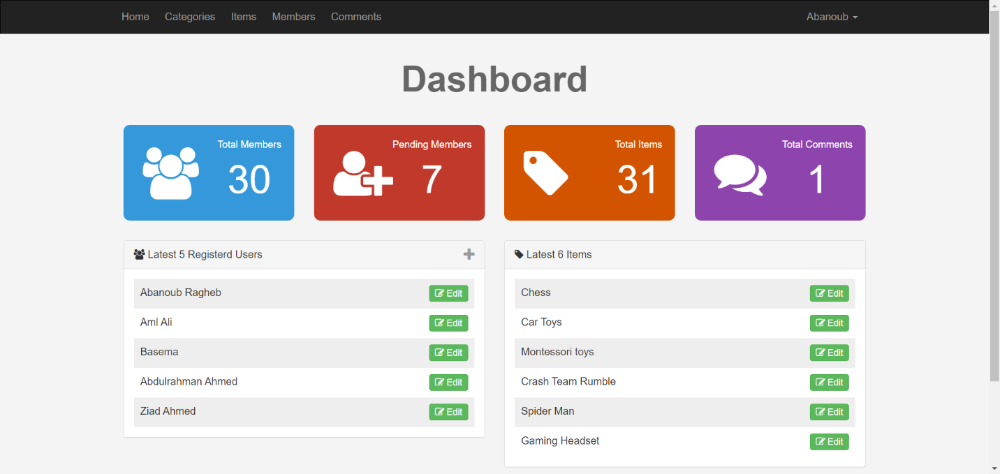 Home Categories Items Members Comments Abanoub
Dashboard
Total Members
30
Pending Members
7
Total Items
31
Total Comments
1
Latest 5 Registerd Users
Abanoub Ragheb Edit
Aml Ali Edit
Basema Edit
Abdulrahman Ahmed Edit
Ziad Ahmed Edit
Latest 6 Items
Chess Edit
Car Toys Edit
Montessori toys Edit
Crash Team Rumble Edit
Spider Man Edit
Gaming Headset Edit